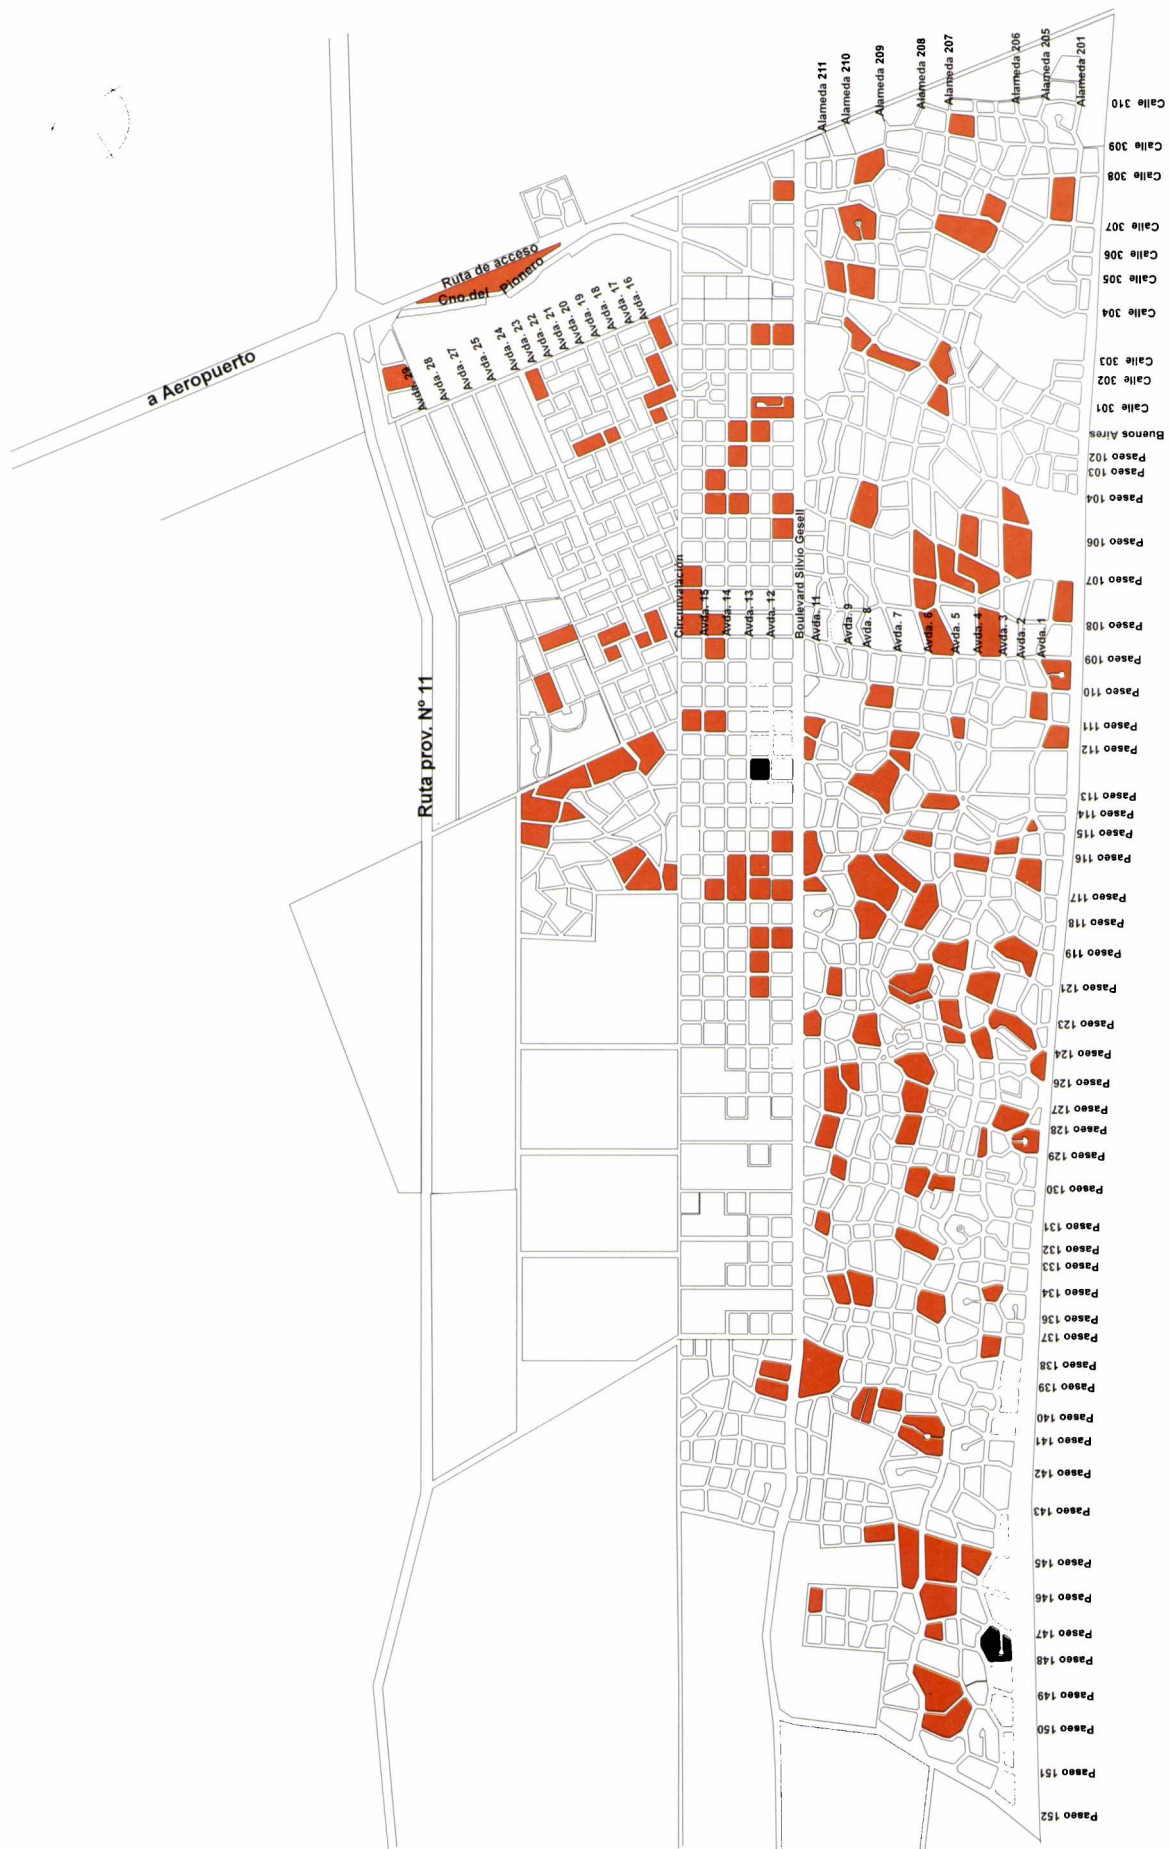 Alameda 211
Alameda 210
Alameda 209
Alameda 208
Alameda 207
Alameda 206
Alameda 205
Alameda 201
Calle 310
Calle 309
Calle 308
Calle 307
Calle 306
Calle 305
Calle 304
Calle 303
Calle 302
Calle 301
Buenos Aires
Paseo 102
Paseo 103
Paseo 104
Paseo 106
Paseo 107
Paseo 108
Paseo 109
Paseo 110
Paseo 111
Paseo 112
Paseo 113
Paseo 114
Paseo 115
Paseo 116
Paseo 117
Paseo 118
Paseo 119
Paseo 121
Paseo 123
Paseo 124
Paseo 126
Paseo 127
Paseo 128
Paseo 129
Paseo 130
Paseo 131
Paseo 132
Paseo 133
Paseo 134
Paseo 136
Paseo 137
Paseo 138
Paseo 139
Paseo 140
Paseo 141
Paseo 142
Paseo 143
Paseo 145
Paseo 146
Paseo 147
Paseo 148
Paseo 149
Paseo 150
Paseo 151
Paseo 152
Ruta de acceso
Cno.del Pionero
a Aeropuerto
Avda. 29
Avda. 28
Avda. 27
Avda. 25
Avda. 24
Avda. 23
Avda. 22
Avda. 21
Avda. 20
Avda. 19
Avda. 18
Avda. 17
Avda. 16
Ruta prov. Nº 11
Circunvalación
Avda. 15
Avda. 14
Avda. 13
Avda. 12
Boulevard Silvio Gesell
Avda. 11
Avda. 9
Avda. 8
Avda. 7
Avda. 6
Avda. 5
Avda. 4
Avda. 3
Avda. 2
Avda. 1